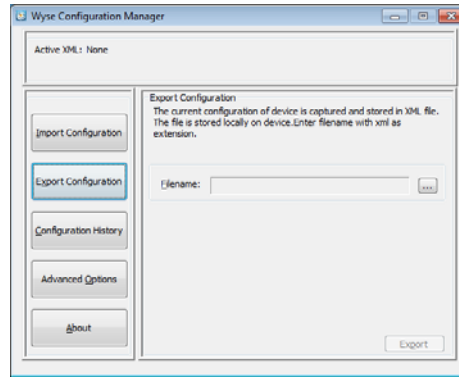 Wyse Configuration Manager
Active XML: None
Import Configuration
Export Configuration
Configuration History
Advanced Options
About
Export Configuration
The current configuration of device is captured and stored in XML file.
The file is stored locally on device.Enter filename with xml as
extension.
Filename:
...
Export